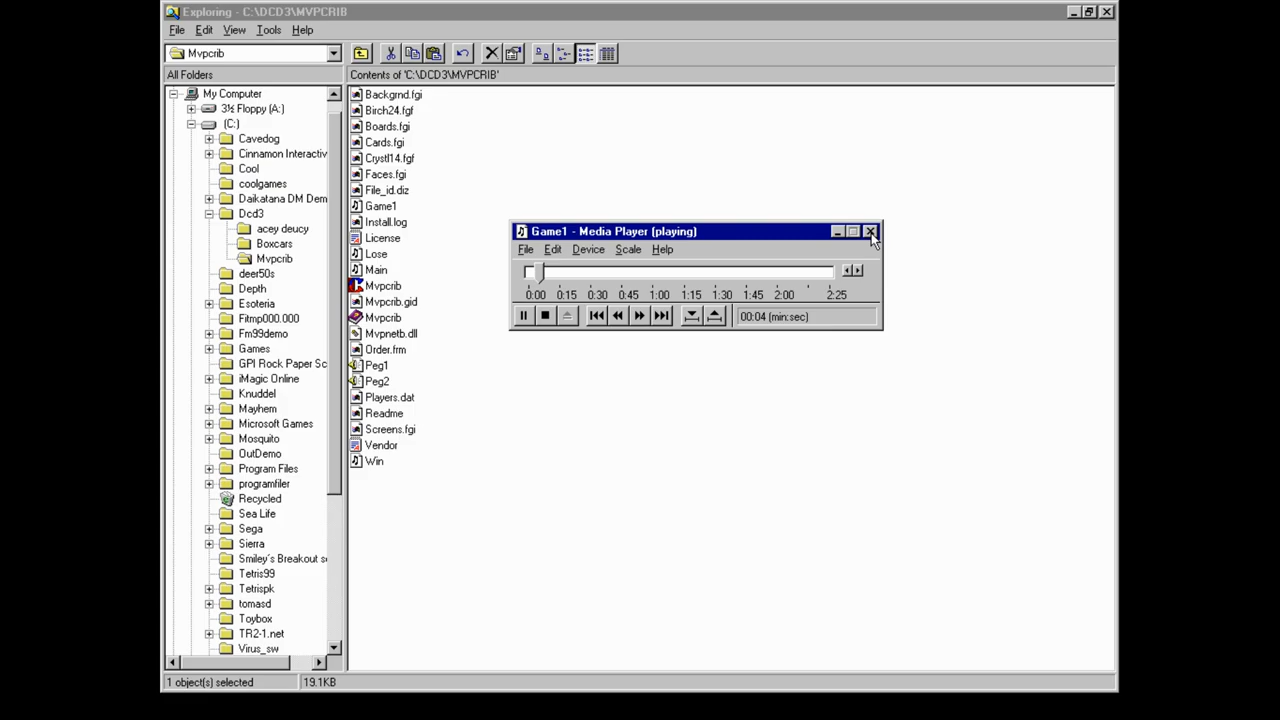 Exploring - C:\DCD3\MVPCRIB
File Edit View Tools Help
Mvpcrib
All Folders
Contents of 'C:\DCD3\MVPCRIB'
My Computer
3½ Floppy (A:)
(C:)
Cavedog
Cinnamon Interactiv
Cool
coolgames
Daikatana DM Dem
Dcd3
acey deucy
Boxcars
Mvpcrib
deer50s
Depth
Esoteria
Fitmp000.000
Fm99demo
Games
GPI Rock Paper Sc
iMagic Online
Knuddel
Mayhem
Microsoft Games
Mosquito
OutDemo
Program Files
programfiler
Recycled
Sea Life
Sega
Sierra
Smiley´s Breakout se
Tetris99
Tetrispk
tomasd
Toybox
TR2-1.net
Virus_sw
Backgrnd.fgi
Birch24.fgf
Boards.fgi
Cards.fgi
Crystl14.fgf
Faces.fgi
File_id.diz
Game1
Install.log
License
Lose
Main
Mvpcrib
Mvpcrib.gid
Mvpcrib
Mvpnetb.dll
Order.frm
Peg1
Peg2
Players.dat
Readme
Screens.fgi
Vendor
Win
Game1 - Media Player (playing)
File Edit Device Scale Help
0:00 0:15 0:30 0:45 1:00 1:15 1:30 1:45 2:00 2:25
00:04 (min:sec)
1 object(s) selected 19.1KB